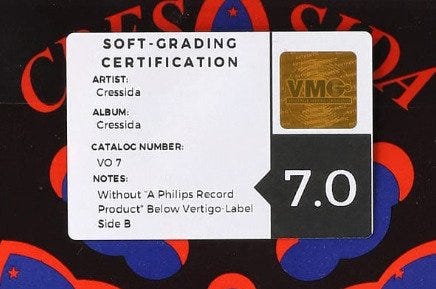 CRESSIDA
SOFT-GRADING
CERTIFICATION
ARTIST:
Cressida
ALBUM:
Cressida
CATALOG NUMBER:
VO 7
NOTES:
Without "A Philips Record
Product" Below Vertigo-Label
Side B
VMG
7.0